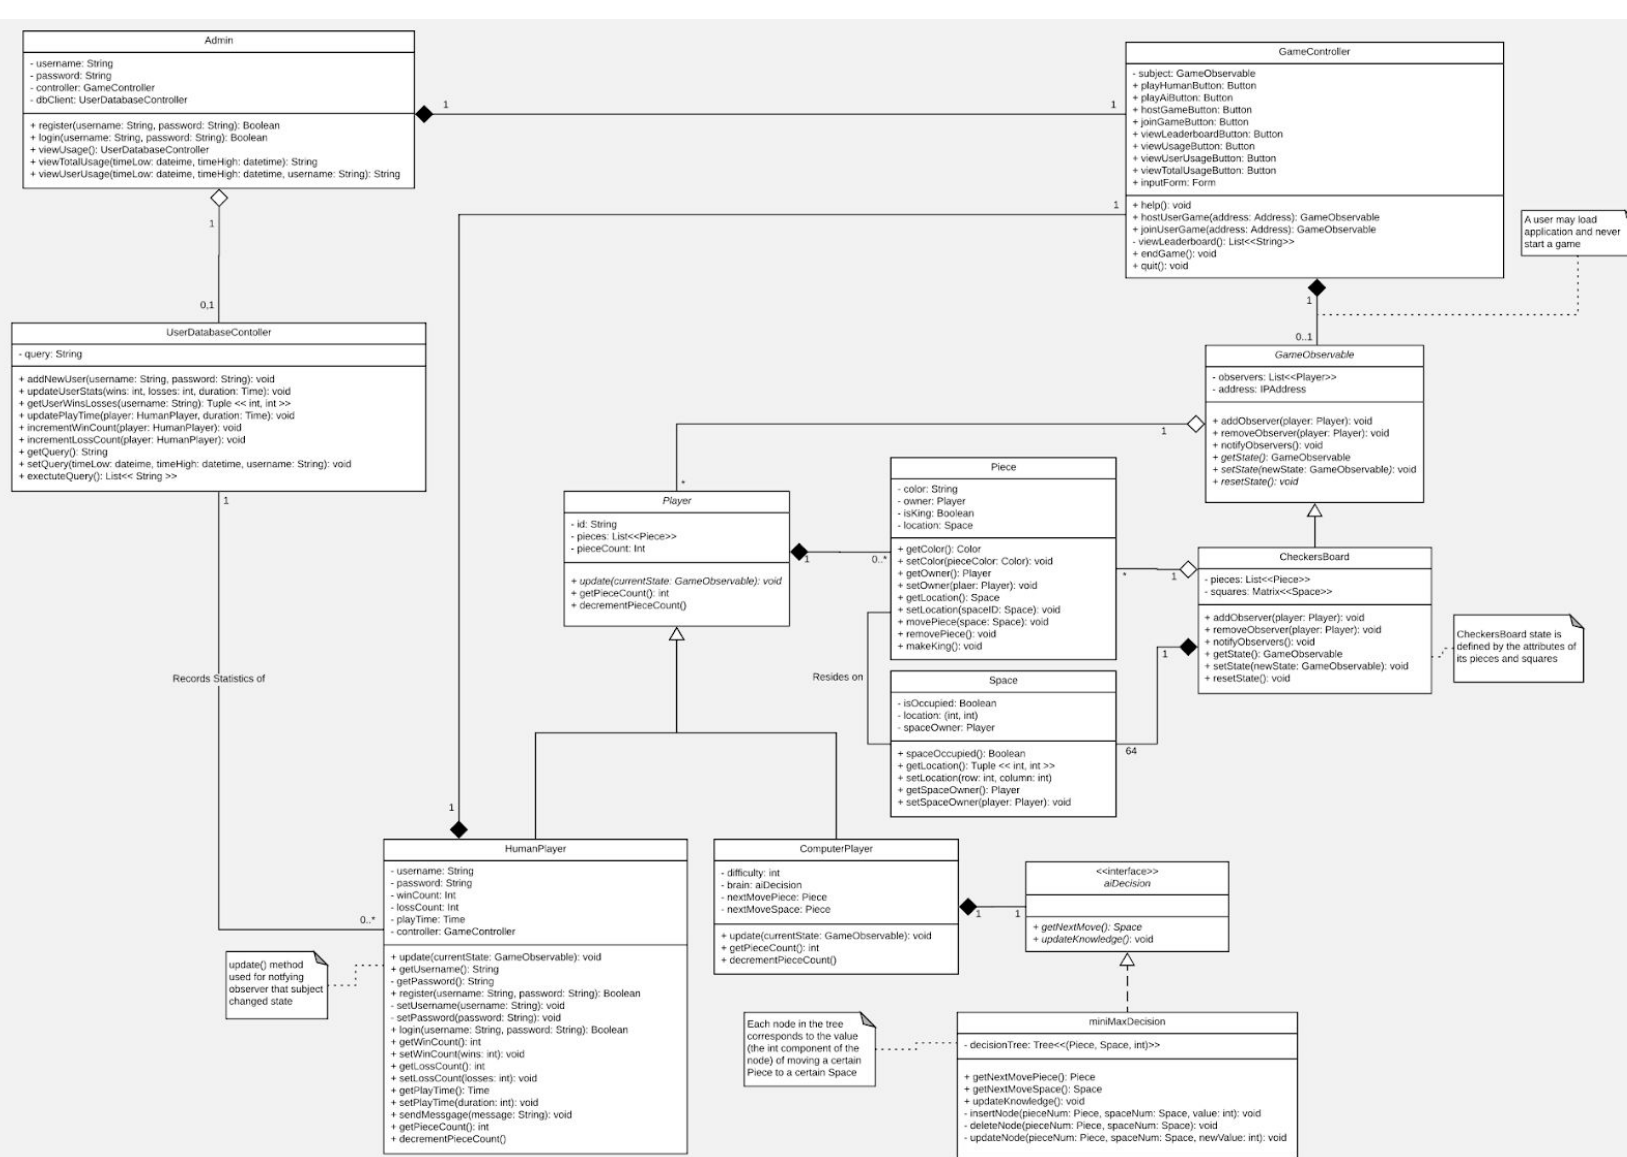 Admin
- username: String
- password: String
- controller: GameController
- dbClient: UserDatabaseController
+ register(username: String, password: String): Boolean
+ login(username: String, password: String): Boolean
+ viewUsage(): UserDatabaseController
+ viewTotalUsage(timeLow: dateime, timeHigh: datetime): String
+ viewUserUsage(timeLow: dateime, timeHigh: datetime, username: String): String
1
1
GameController
- subject: GameObservable
+ playHumanButton: Button
+ playAiButton: Button
+ hostGameButton: Button
+ joinGameButton: Button
+ viewLeaderboardButton: Button
+ viewUsageButton: Button
+ viewUserUsageButton: Button
+ viewTotalUsageButton: Button
+ inputForm: Form
+ help(): void
+ hostUserGame(address: Address): GameObservable
+ joinUserGame(address: Address): GameObservable
- viewLeaderboard(): List<<String>>
+ endGame(): void
+ quit(): void
1
A user may load
application and never
start a game
1
0,1
1
0..1
UserDatabaseContoller
- query: String
+ addNewUser(username: String, password: String): void
+ updateUserStats(wins: int, losses: int, duration: Time): void
+ getUserWinsLosses(username: String): Tuple << int, int >>
+ updatePlayTime(player: HumanPlayer, duration: Time): void
+ incrementWinCount(player: HumanPlayer): void
+ incrementLossCount(player: HumanPlayer): void
+ getQuery(): String
+ setQuery(timeLow: dateime, timeHigh: datetime, username: String): void
+ exectuteQuery(): List<< String >>
1
GameObservable
- observers: List<<Player>>
- address: IPAddress
+ addObserver(player: Player): void
+ removeObserver(player: Player): void
+ notifyObservers(): void
+ getState(): GameObservable
+ setState(newState: GameObservable): void
+ resetState(): void
1
*
Player
- id: String
- pieces: List<<Piece>>
- pieceCount: Int
+ update(currentState: GameObservable): void
+ getPieceCount(): int
+ decrementPieceCount()
1
0..*
Piece
- color: String
- owner: Player
- isKing: Boolean
- location: Space
+ getColor(): Color
+ setColor(pieceColor: Color): void
+ getOwner(): Player
+ setOwner(plaer: Player): void
+ getLocation(): Space
+ setLocation(spaceID: Space): void
+ movePiece(space: Space): void
+ removePiece(): void
+ makeKing(): void
*
1
CheckersBoard
- pieces: List<<Piece>>
- squares: Matrix<<Space>>
+ addObserver(player: Player): void
+ removeObserver(player: Player): void
+ notifyObservers(): void
+ getState(): GameObservable
+ setState(newState: GameObservable): void
+ resetState(): void
1
64
CheckersBoard state is
defined by the attributes of
its pieces and squares
Resides on
Space
- isOccupied: Boolean
- location: (int, int)
- spaceOwner: Player
+ spaceOccupied(): Boolean
+ getLocation(): Tuple << int, int >>
+ setLocation(row: int, column: int)
+ getSpaceOwner(): Player
+ setSpaceOwner(player: Player): void
Records Statistics of
0..*
1
HumanPlayer
- username: String
- password: String
- winCount: Int
- lossCount: Int
- playTime: Time
- controller: GameController
+ update(currentState: GameObservable): void
+ getUsername(): String
- getPassword(): String
+ register(username: String, password: String): Boolean
- setUsername(username: String): void
- setPassword(password: String): void
+ login(username: String, password: String): Boolean
+ getWinCount(): int
+ setWinCount(wins: int): void
+ getLossCount(): int
+ setLossCount(losses: int): void
+ getPlayTime(): Time
+ setPlayTime(duration: int): void
+ sendMessgage(message: String): void
+ getPieceCount(): int
+ decrementPieceCount()
update() method
used for notfying
observer that subject
changed state
ComputerPlayer
- difficulty: int
- brain: aiDecision
- nextMovePiece: Piece
- nextMoveSpace: Piece
+ update(currentState: GameObservable): void
+ getPieceCount(): int
+ decrementPieceCount()
1
1
<<interface>>
aiDecision
+ getNextMove(): Space
+ updateKnowledge(): void
Each node in the tree
corresponds to the value
(the int component of the
node) of moving a certain
Piece to a certain Space
miniMaxDecision
- decisionTree: Tree<<(Piece, Space, int)>>
+ getNextMovePiece(): Piece
+ getNextMoveSpace(): Space
+ updateKnowledge(): void
- insertNode(pieceNum: Piece, spaceNum: Space, value: int): void
- deleteNode(pieceNum: Piece, spaceNum: Space): void
- updateNode(pieceNum: Piece, spaceNum: Space, newValue: int): void